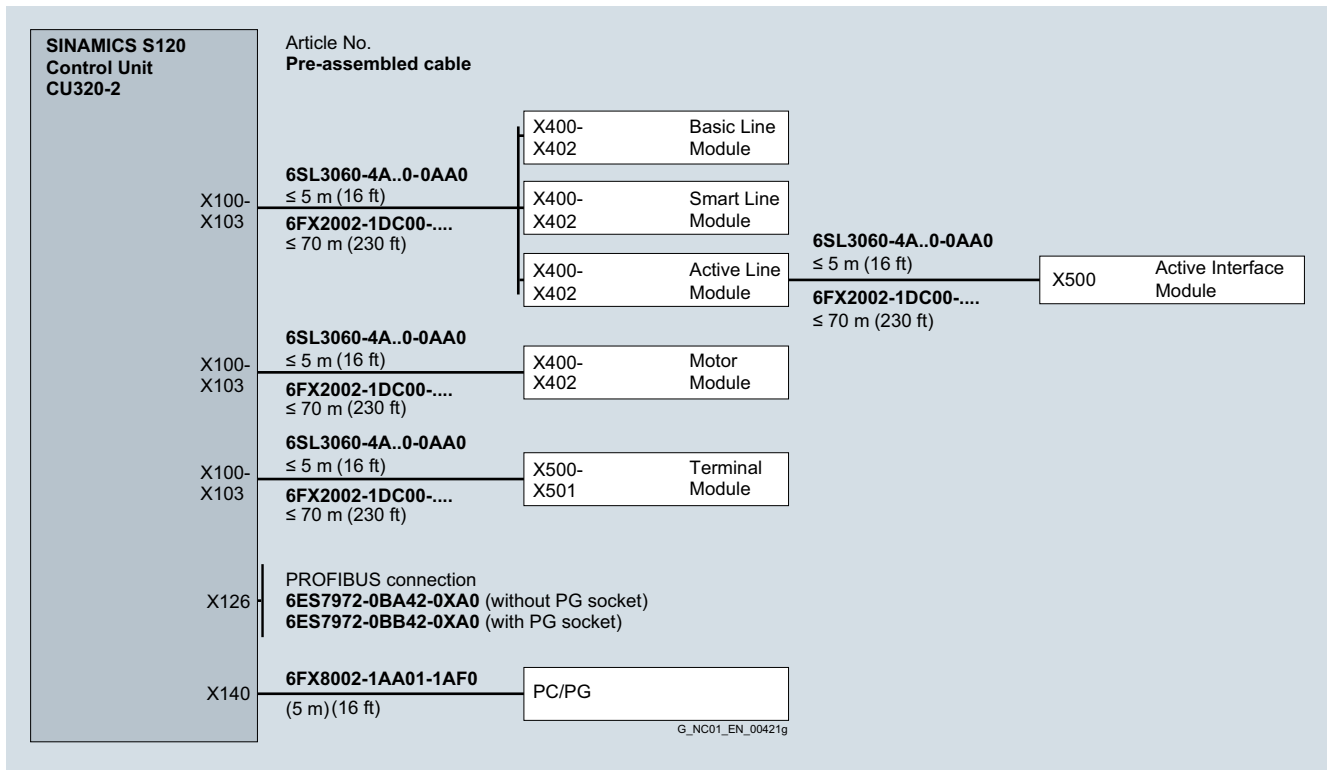 SINAMICS S120
Control Unit
CU320-2
Article No.
Pre-assembled cable
X400-
X402
Basic Line
Module
6SL3060-4A..0-0AA0
≤ 5 m (16 ft)
X100-
X103
6FX2002-1DC00-....
≤ 70 m (230 ft)
X400-
X402
Smart Line
Module
X400-
X402
Active Line
Module
6SL3060-4A..0-0AA0
≤ 5 m (16 ft)
6FX2002-1DC00-....
≤ 70 m (230 ft)
X500
Active Interface
Module
6SL3060-4A..0-0AA0
≤ 5 m (16 ft)
X100-
X103
6FX2002-1DC00-....
≤ 70 m (230 ft)
X400-
X402
Motor
Module
6SL3060-4A..0-0AA0
≤ 5 m (16 ft)
X100-
X103
6FX2002-1DC00-....
≤ 70 m (230 ft)
X500-
X501
Terminal
Module
X126
PROFIBUS connection
6ES7972-0BA42-0XA0 (without PG socket)
6ES7972-0BB42-0XA0 (with PG socket)
X140
6FX8002-1AA01-1AF0
(5 m)(16 ft)
PC/PG
G_NC01_EN_00421g